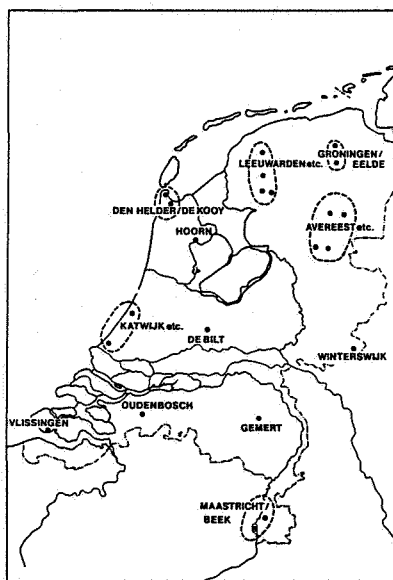 GRONINGEN/
EELDE
LEEUWARDEN etc.
DEN HELDER/DE KOOY
AVEREEST etc.
HOORN
KATWIJK etc.
DE BILT
WINTERSWIJK
OUDENBOSCH
VLISSINGEN
GEMERT
MAASTRICHT/
BEEK